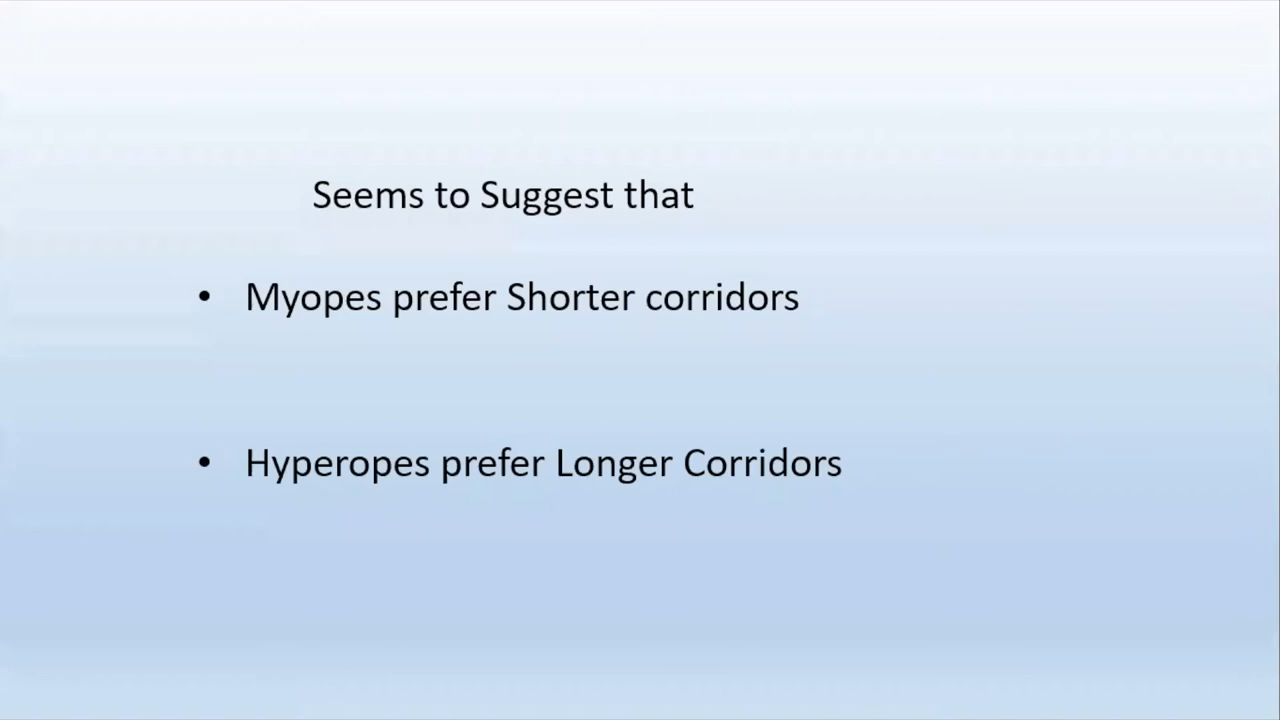 Seems to Suggest that
• Myopes prefer Shorter corridors
• Hyperopes prefer Longer Corridors